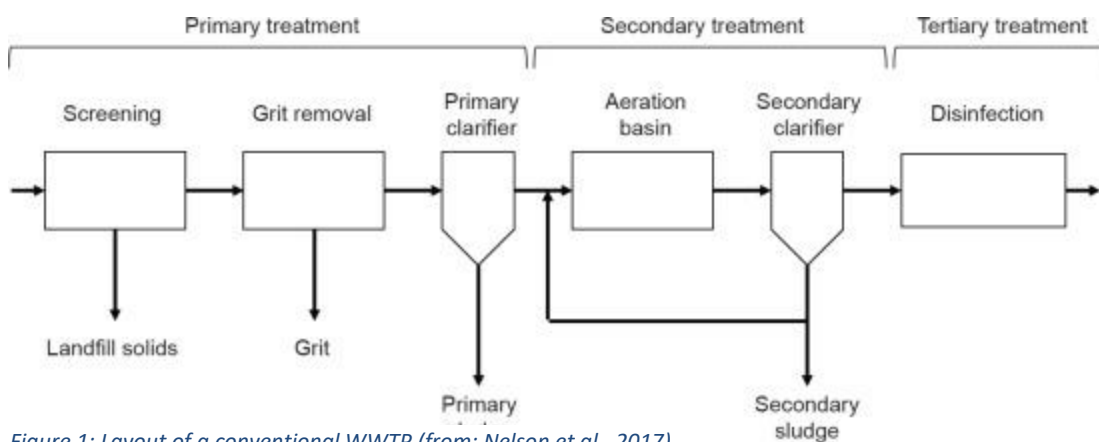 Primary treatment
Secondary treatment
Tertiary treatment
Screening
Grit removal
Primary
clarifier
Aeration
basin
Secondary
clarifier
Disinfection
Landfill solids
Grit
Primary
Secondary
sludge
Figure 1: Layout of a conventional WWTP (from: Nelson et al., 2017)